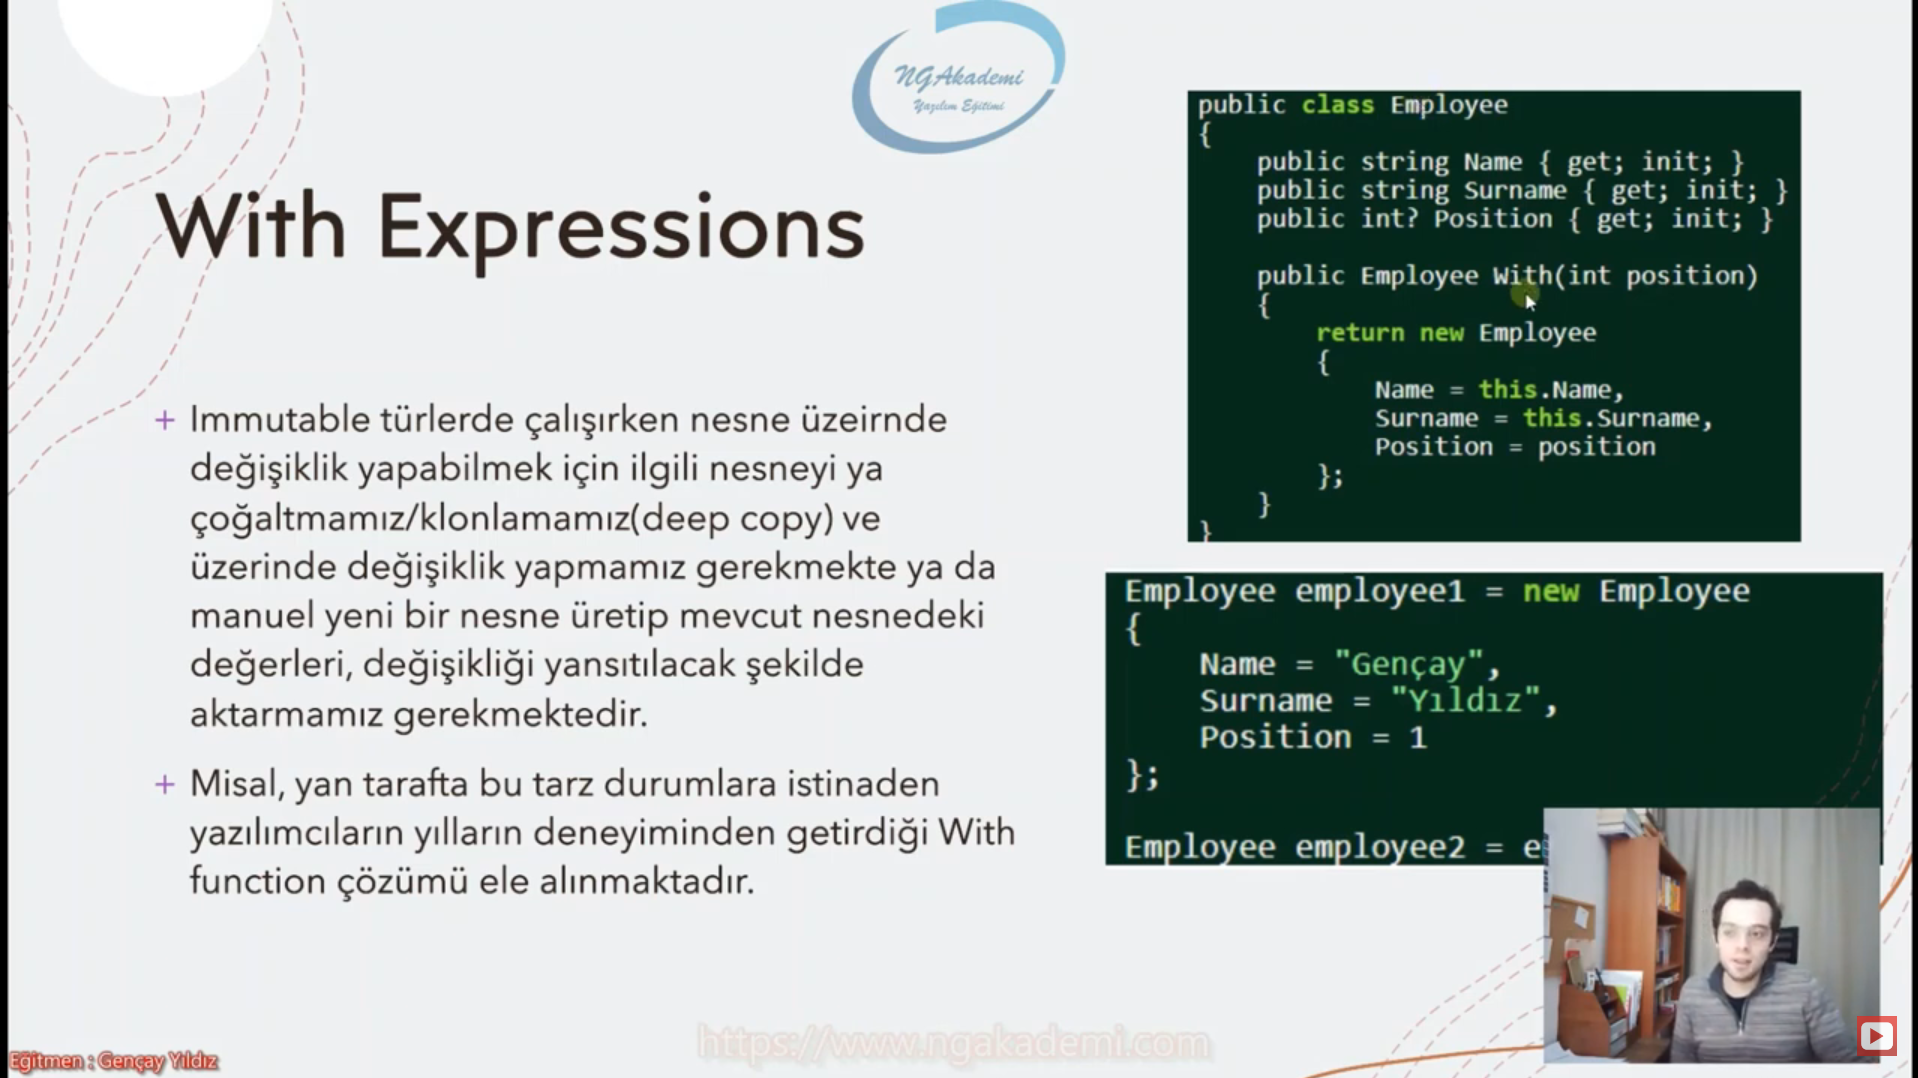 NGAkademi
Yazılım Eğitimi
With Expressions
+ Immutable türlerde çalışırken nesne üzeirnde
değişiklik yapabilmek için ilgili nesneyi ya
çoğaltmamız/klonlamamız(deep copy) ve
üzerinde değişiklik yapmamız gerekmekte ya da
manuel yeni bir nesne üretip mevcut nesnedeki
değerleri, değişikliği yansıtılacak şekilde
aktarmamız gerekmektedir.
+ Misal, yan tarafta bu tarz durumlara istinaden
yazılımcıların yılların deneyiminden getirdiği With
function çözümü ele alınmaktadır.
public class Employee
{
public string Name { get; init; }
public string Surname { get; init; }
public int? Position { get; init; }
public Employee With(int position)
{
return new Employee
{
Name = this.Name,
Surname = this.Surname,
Position = position
};
}
}
Employee employee1 = new Employee
{
Name = "Gençay",
Surname = "Yıldız",
Position = 1
};
Employee employee2 = e
https://www.ngakademi.com
Eğitmen : Gençay Yıldız